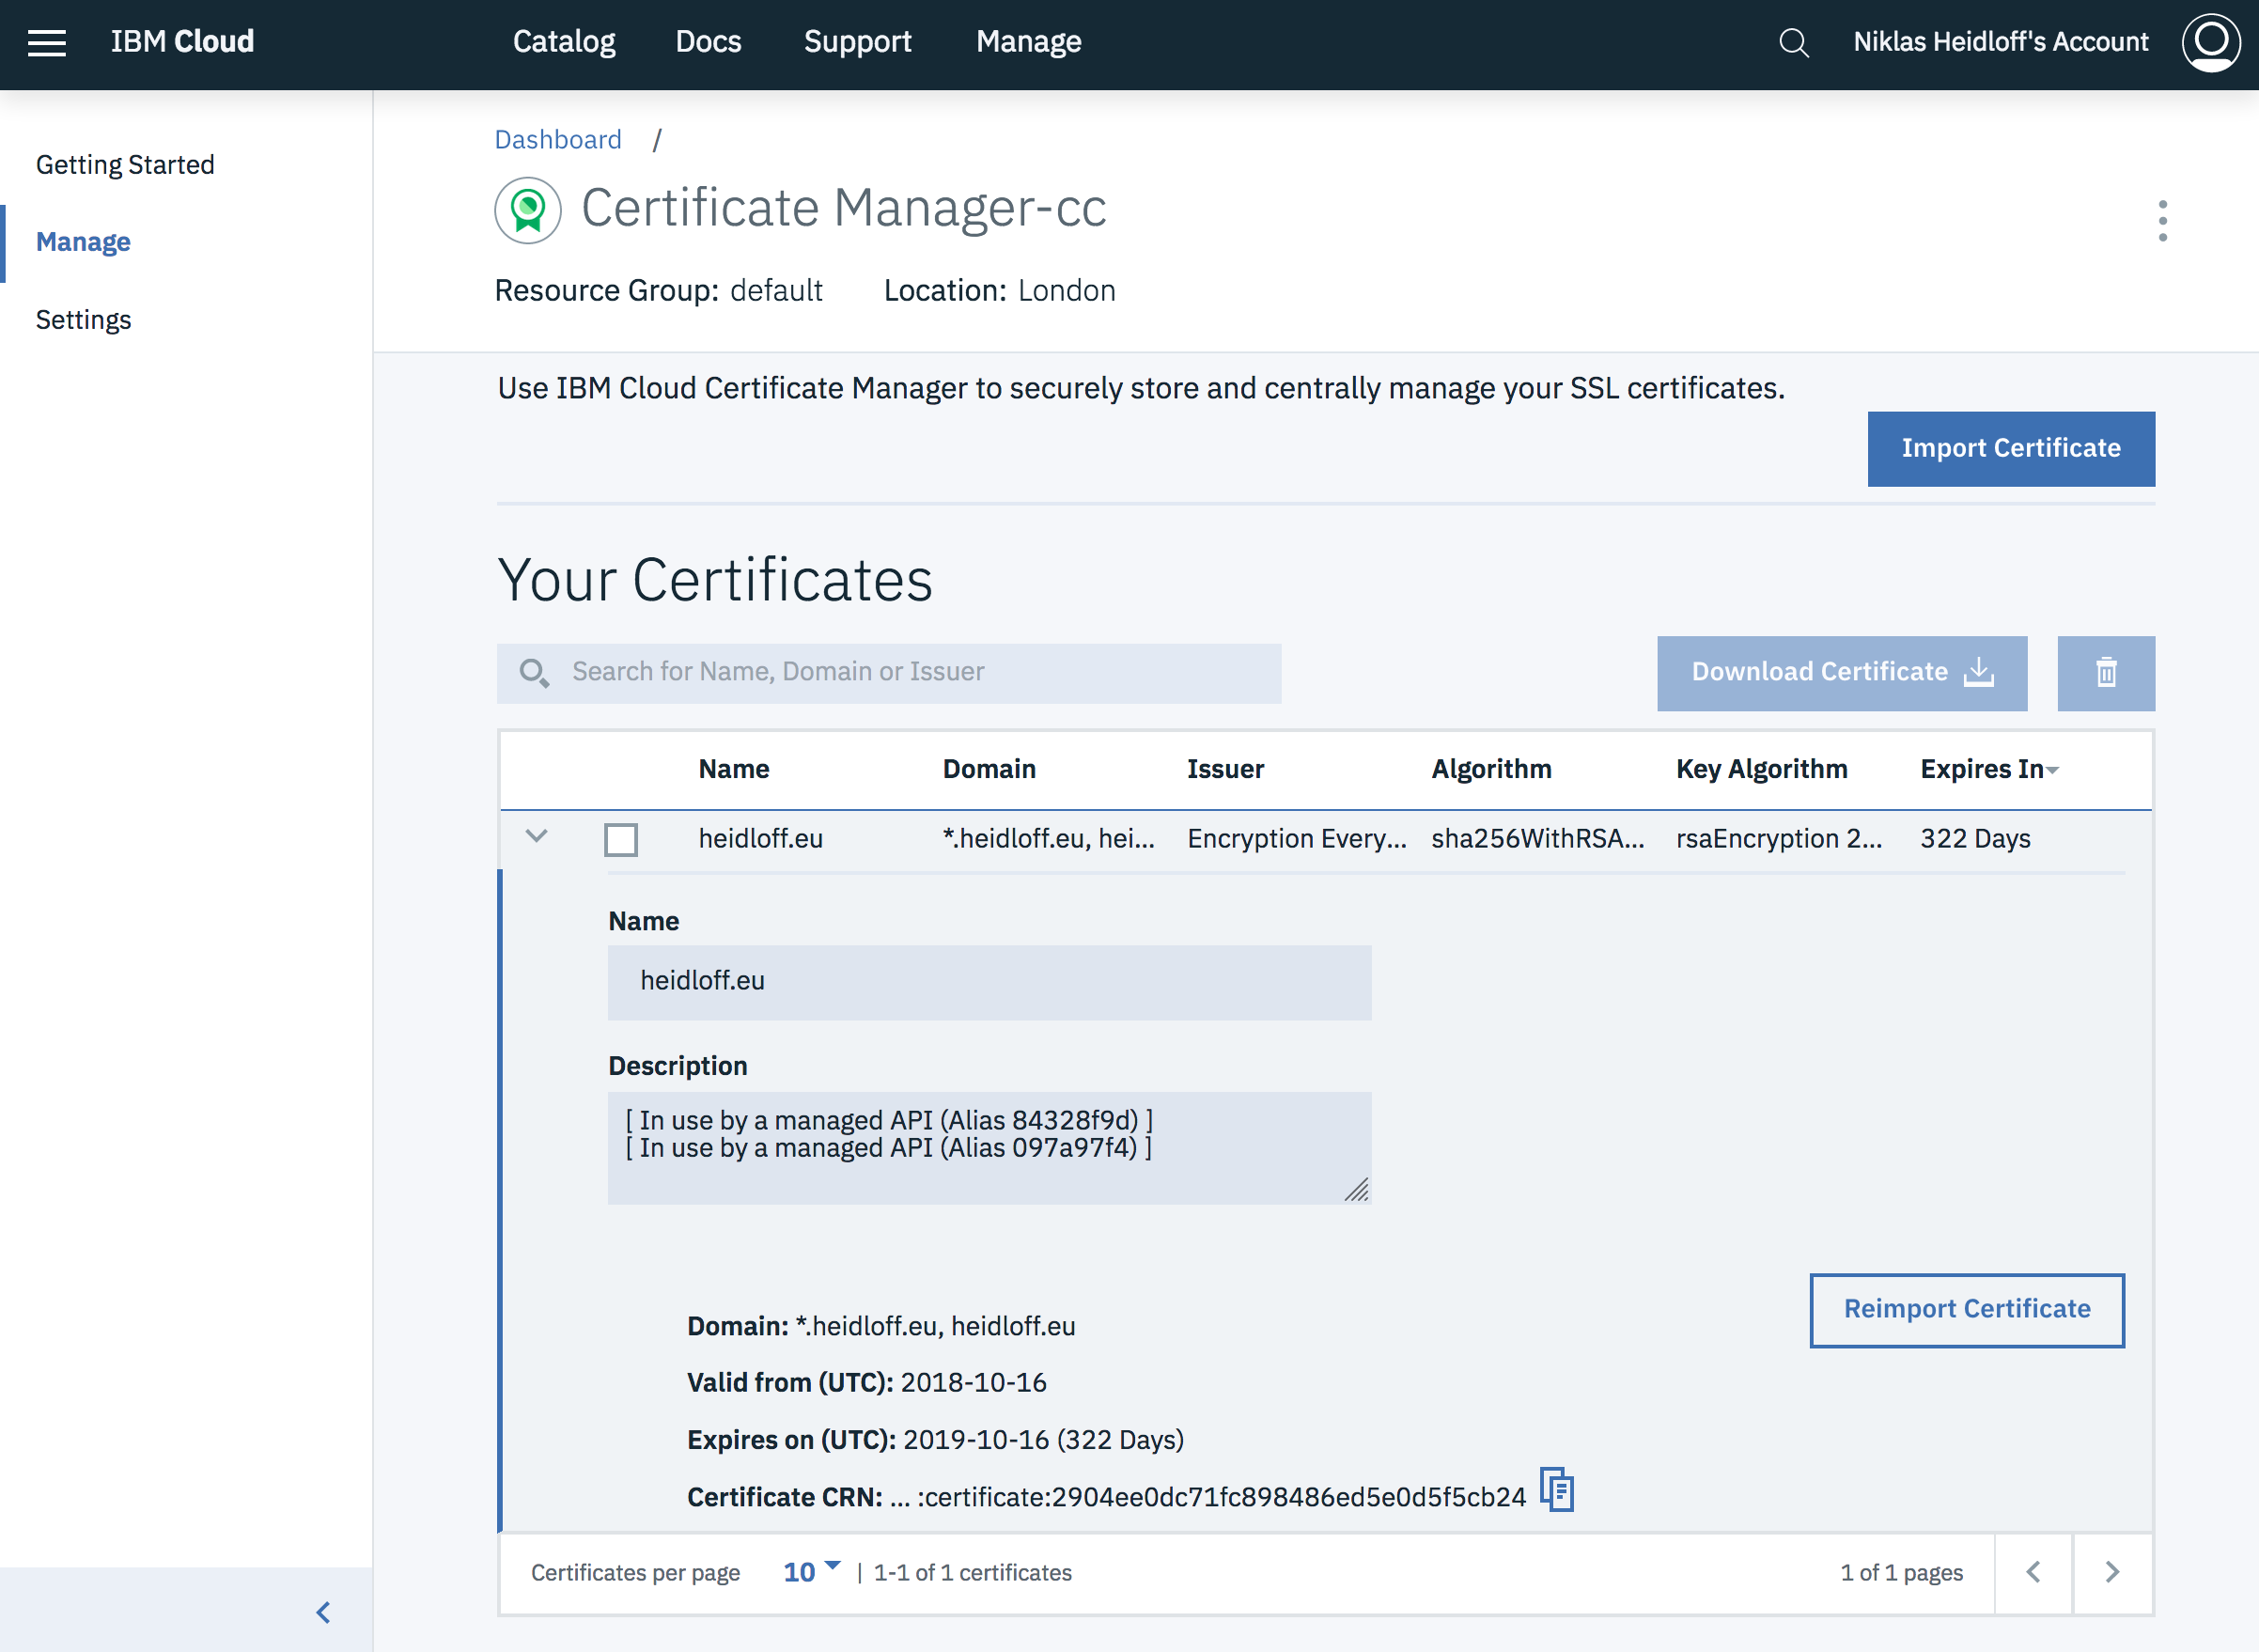 IBM Cloud Catalog Docs Support Manage Niklas Heidloff's Account
Getting Started
Manage
Settings
Dashboard /
Certificate Manager-cc
Resource Group: default Location: London
Use IBM Cloud Certificate Manager to securely store and centrally manage your SSL certificates.
Import Certificate
Your Certificates
Search for Name, Domain or Issuer
Download Certificate
Name Domain Issuer Algorithm Key Algorithm Expires In
heidloff.eu *.heidloff.eu, hei... Encryption Every... sha256WithRSA... rsaEncryption 2... 322 Days
Name
heidloff.eu
Description
[ In use by a managed API (Alias 84328f9d) ]
[ In use by a managed API (Alias 097a97f4) ]
Reimport Certificate
Domain: *.heidloff.eu, heidloff.eu
Valid from (UTC): 2018-10-16
Expires on (UTC): 2019-10-16 (322 Days)
Certificate CRN: ... :certificate:2904ee0dc71fc898486ed5e0d5f5cb24
Certificates per page 10 | 1-1 of 1 certificates 1 of 1 pages